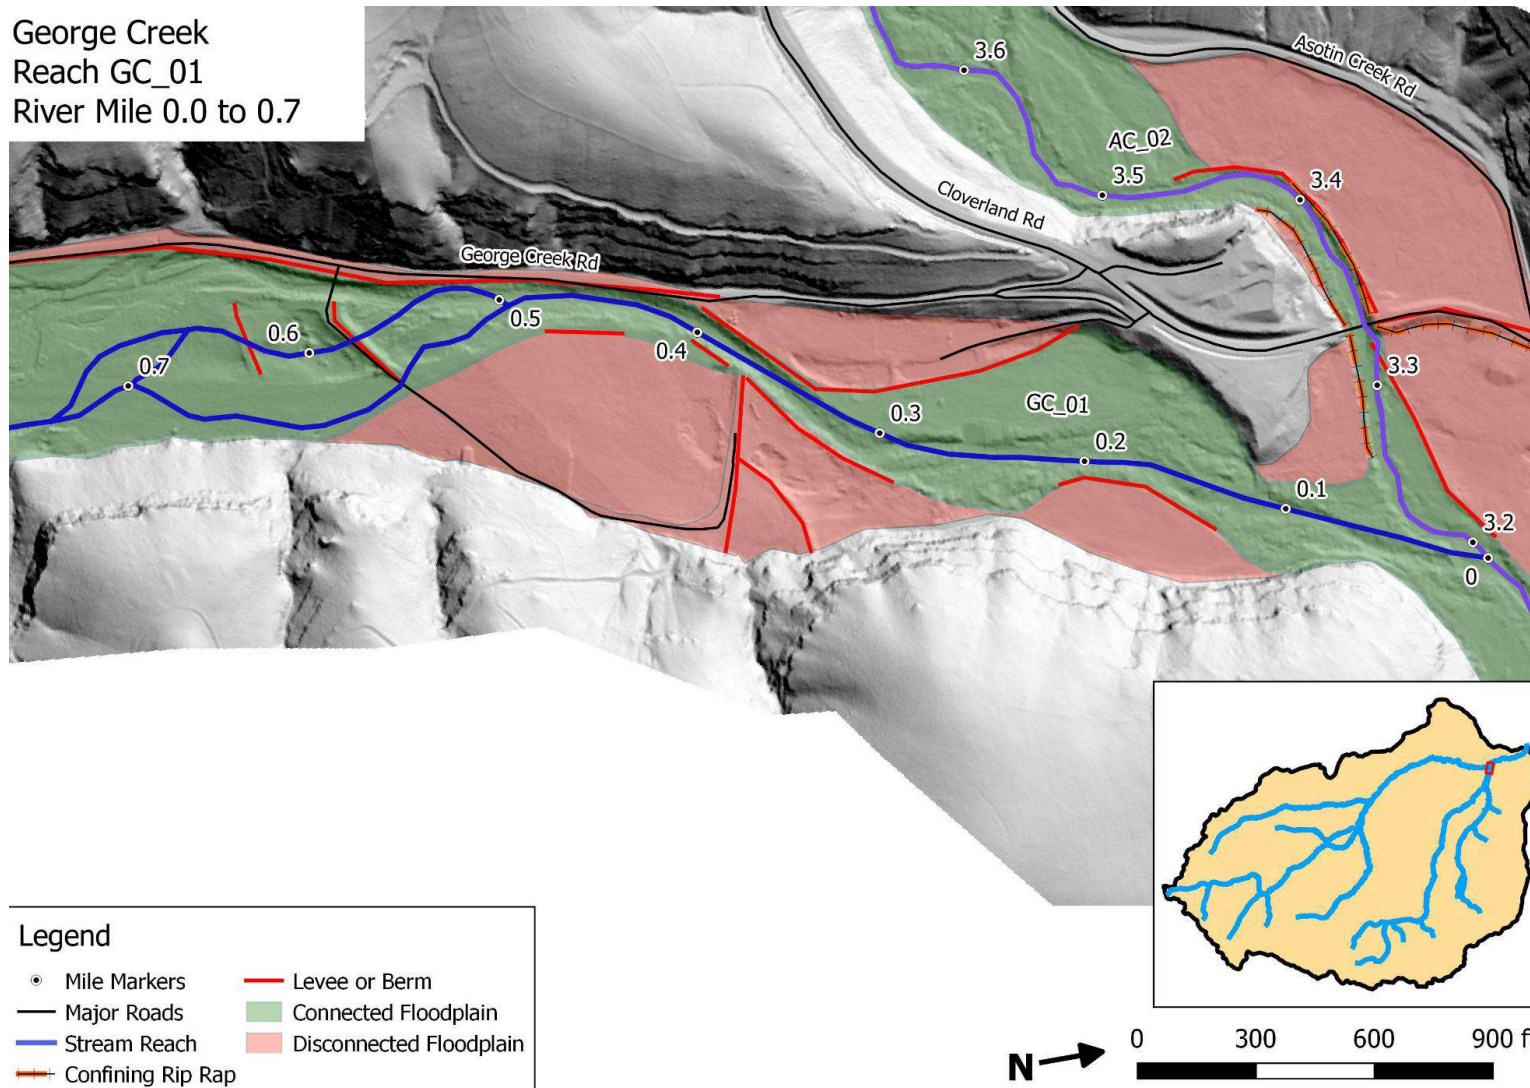 George Creek
Reach GC_01
River Mile 0.0 to 0.7
Asotin Creek Rd
3.6
AC_02
3.5
3.4
Cloverland Rd
George Creek Rd
0.5
0.6
0.4
0.7
3.3
GC_01
0.3
0.2
0.1
3.2
0
Legend
Mile Markers
Levee or Berm
Major Roads
Connected Floodplain
Stream Reach
Disconnected Floodplain
Confining Rip Rap
N
0 300 600 900 f